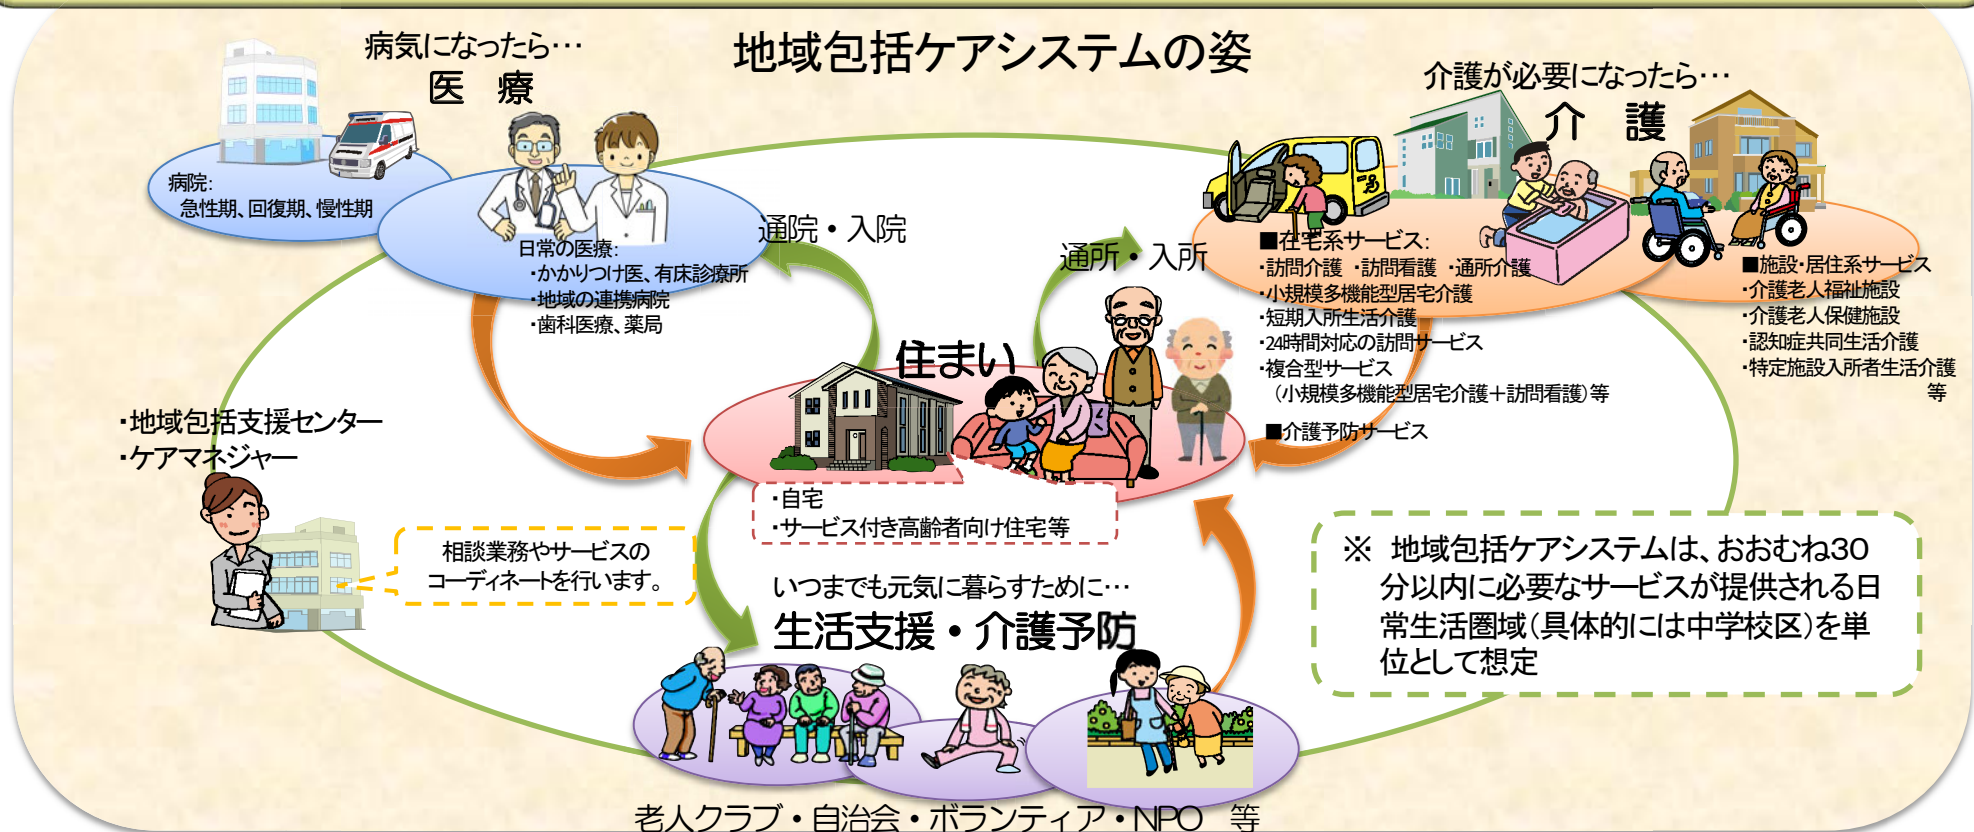 地域包括ケアシステムの姿
病気になったら･･･
医　療
病院:
急性期、回復期、慢性期
日常の医療:
・かかりつけ医、有床診療所
・地域の連携病院
・歯科医療、薬局
通院・入院
通所・入所
介護が必要になったら･･･
介　護
■在宅系サービス:
・訪問介護 ・訪問看護 ・通所介護
・小規模多機能型居宅介護
・短期入所生活介護
・24時間対応の訪問サービス
・複合型サービス
（小規模多機能型居宅介護＋訪問看護）等
■介護予防サービス
■施設・居住系サービス
・介護老人福祉施設
・介護老人保健施設
・認知症共同生活介護
・特定施設入所者生活介護
等
住まい
・自宅
・サービス付き高齢者向け住宅等
・地域包括支援センター
・ケアマネジャー
相談業務やサービスの
コーディネートを行います。
いつまでも元気に暮らすために･･･
生活支援・介護予防
老人クラブ・自治会・ボランティア・NPO　等
※　地域包括ケアシステムは、おおむね30
分以内に必要なサービスが提供される日
常生活圏域（具体的には中学校区）を単
位として想定